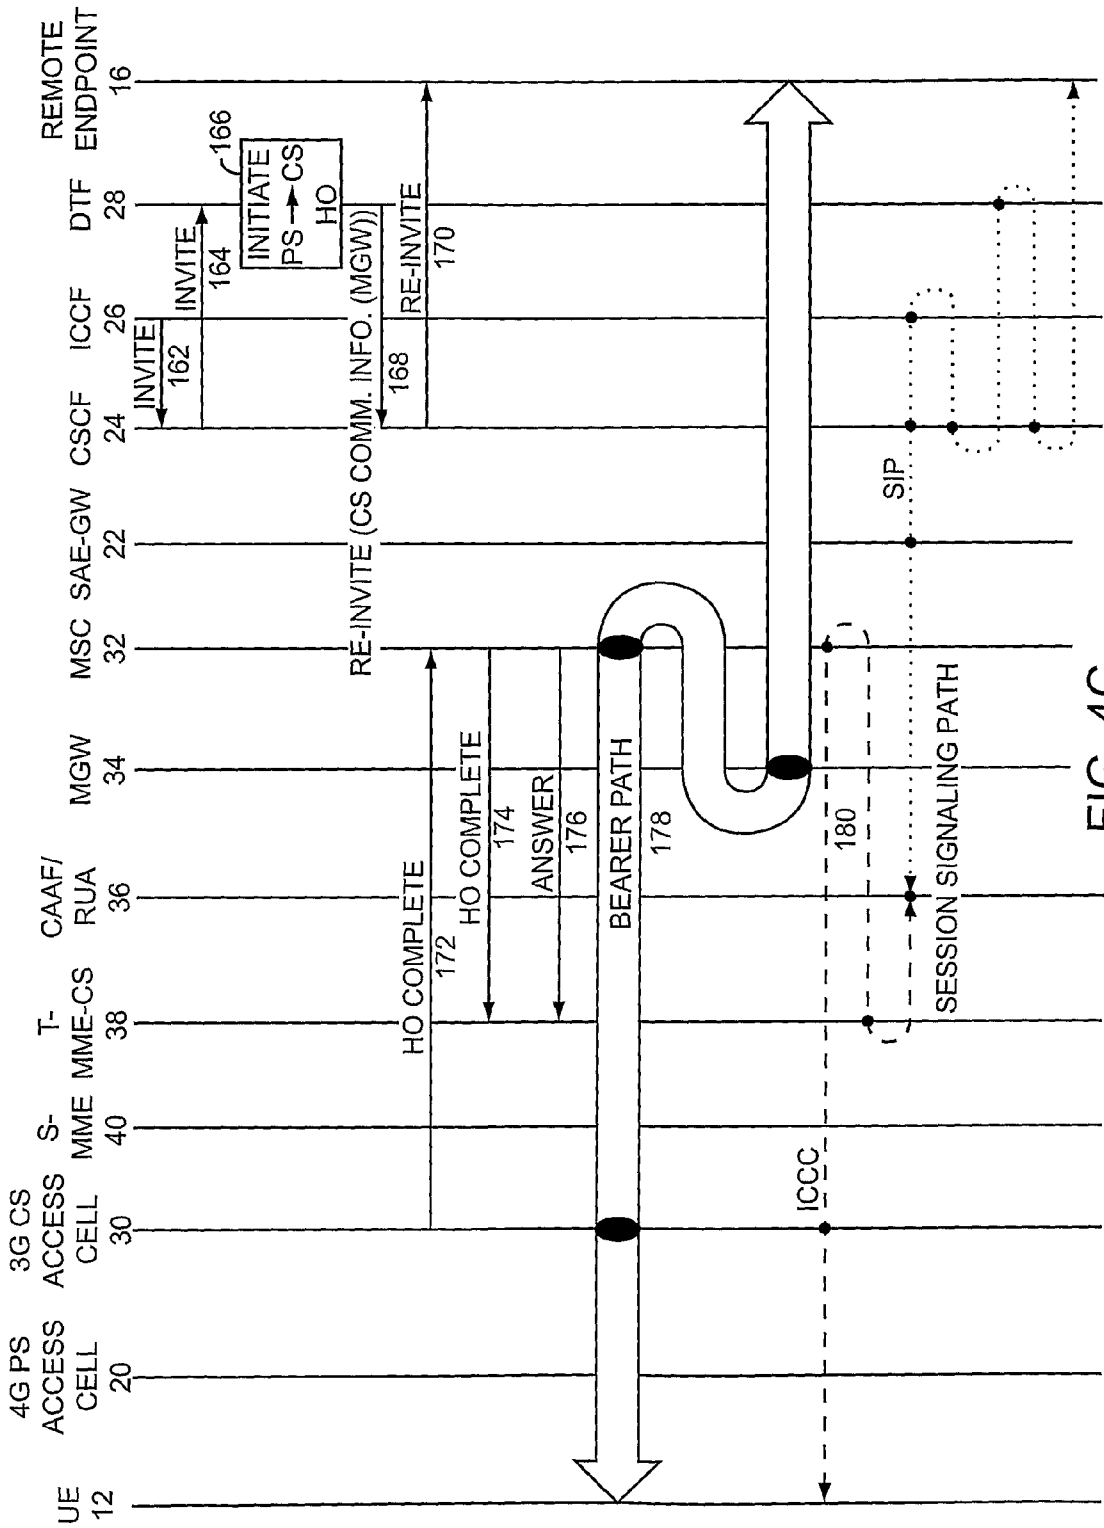 UE
12
4G PS
ACCESS
CELL
20
3G CS
ACCESS
CELL
30
S-
MME
40
T-
MME-CS
38
CAAF/
RUA
36
MGW
34
MSC
32
SAE-GW
22
CSCF
24
ICCF
26
DTF
28
REMOTE
ENDPOINT
16
INVITE
162
INVITE
164
INITIATE
PS → CS
HO
166
RE-INVITE (CS COMM. INFO. (MGW))
168
RE-INVITE
170
HO COMPLETE
172
HO COMPLETE
174
ANSWER
176
BEARER PATH
178
ICCC
180
SIP
SESSION SIGNALING PATH
FIG. 4C